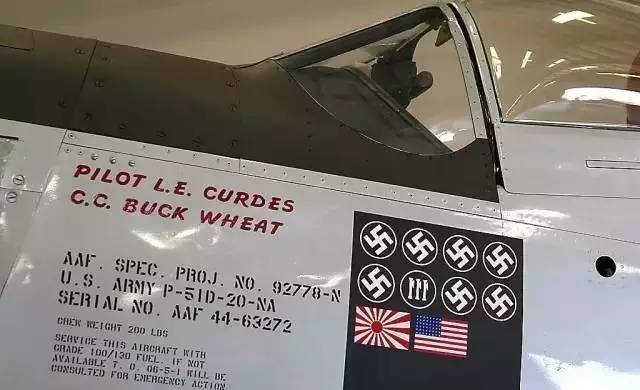 PILOT L.E. CURDES
C.C. BUCK WHEAT
AAF. SPEC. PROJ. NO. 92778-N
U.S. ARMY P-51D-20-NA
SERIAL NO. AAF 44-63272
CREW WEIGHT 200 LBS
SERVICE THIS AIRCRAFT WITH
GRADE 100/130 FUEL. IF NOT
AVAILABLE T. O. 06-5-1 WILL BE
CONSULTED FOR EMERGENCY ACTION
III